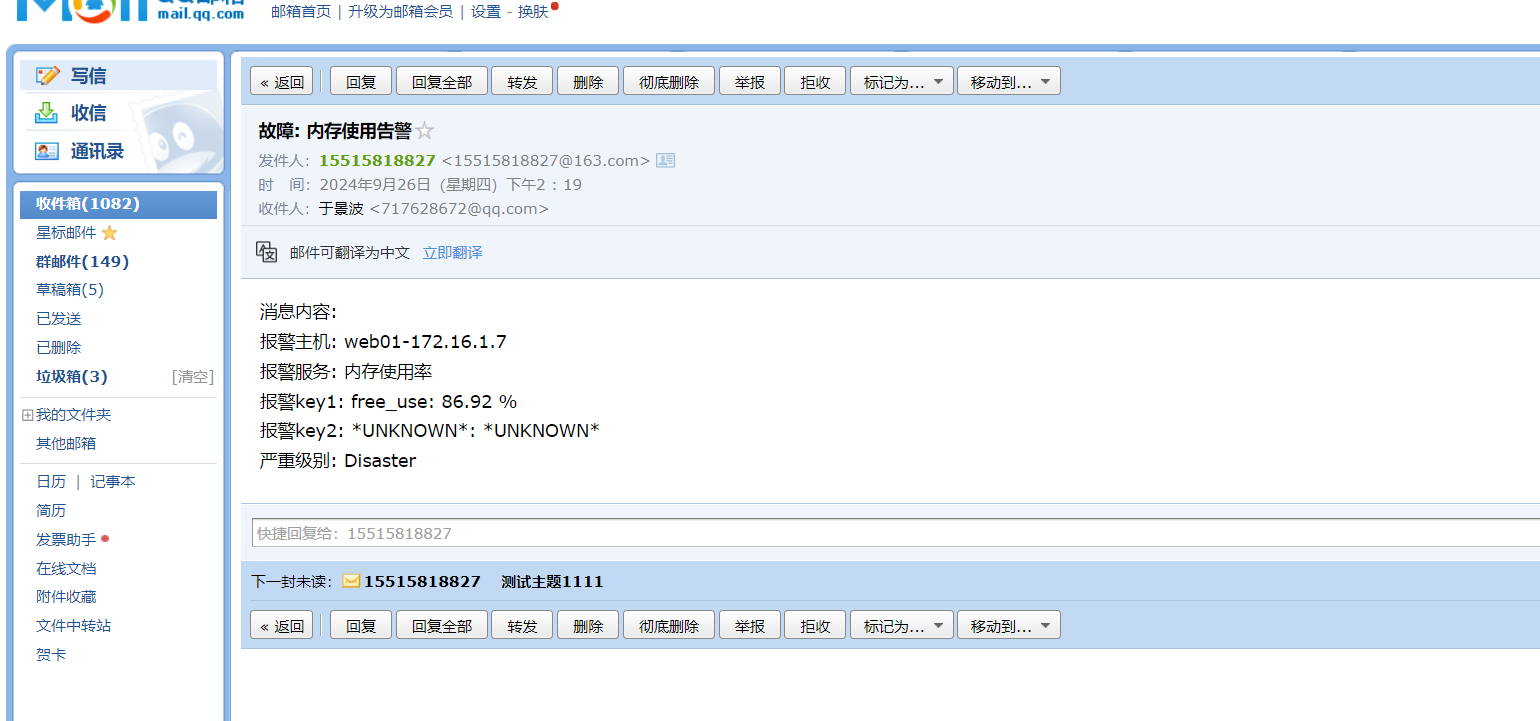 mail.qq.com
邮箱首页 | 升级为邮箱会员 | 设置 - 换肤
写信
收信
通讯录
收件箱(1082)
星标邮件
群邮件(149)
草稿箱(5)
已发送
已删除
垃圾箱(3) [清空]
我的文件夹
其他邮箱
日历 | 记事本
简历
发票助手
在线文档
附件收藏
文件中转站
贺卡
« 返回 回复 回复全部 转发 删除 彻底删除 举报 拒收 标记为... 移动到...
故障: 内存使用告警
发件人: 15515818827 <15515818827@163.com>
时 间: 2024年9月26日 (星期四) 下午2 : 19
收件人: 于景波 <717628672@qq.com>
邮件可翻译为中文 立即翻译
消息内容:
报警主机: web01-172.16.1.7
报警服务: 内存使用率
报警key1: free_use: 86.92 %
报警key2: *UNKNOWN*: *UNKNOWN*
严重级别: Disaster
快捷回复给: 15515818827
下一封未读: 15515818827 测试主题1111
« 返回 回复 回复全部 转发 删除 彻底删除 举报 拒收 标记为... 移动到...